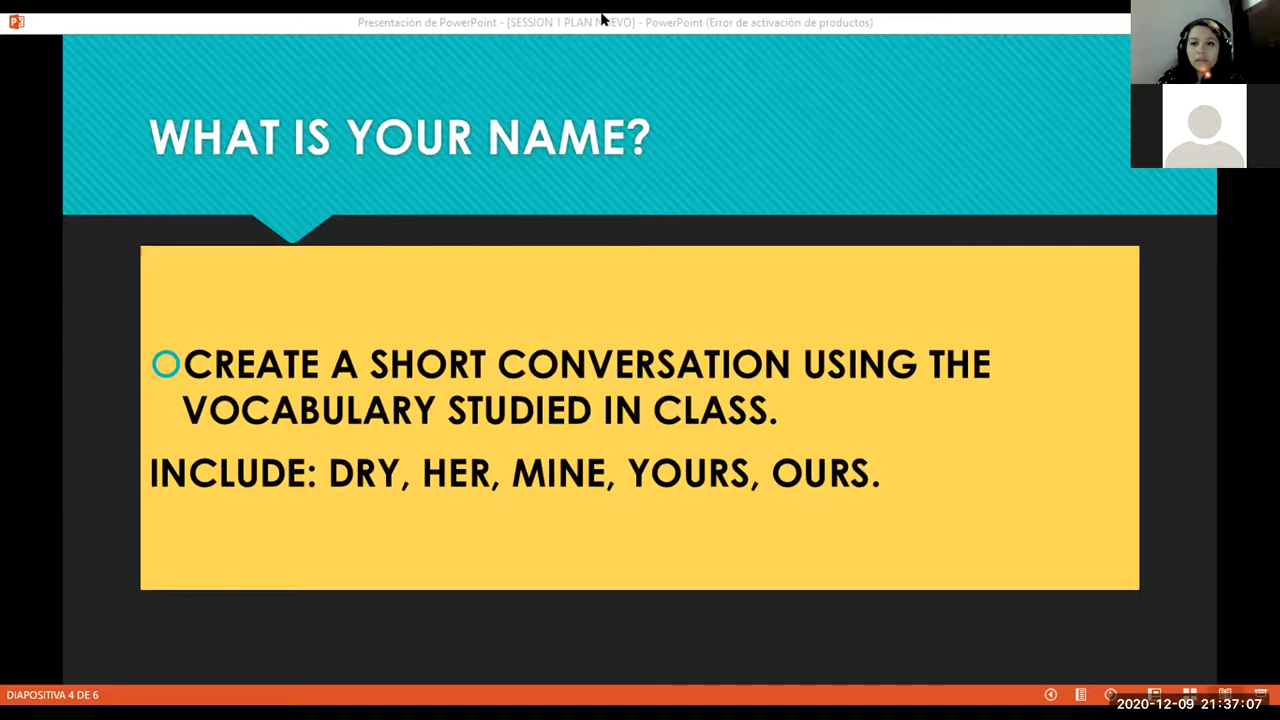 Presentación de PowerPoint - [SESSION 1 PLAN NUEVO] - PowerPoint (Error de activación de productos)
WHAT IS YOUR NAME?
CREATE A SHORT CONVERSATION USING THE
VOCABULARY STUDIED IN CLASS.
INCLUDE: DRY, HER, MINE, YOURS, OURS.
DIAPOSITIVA 4 DE 6
2020-12-09 21:37:07